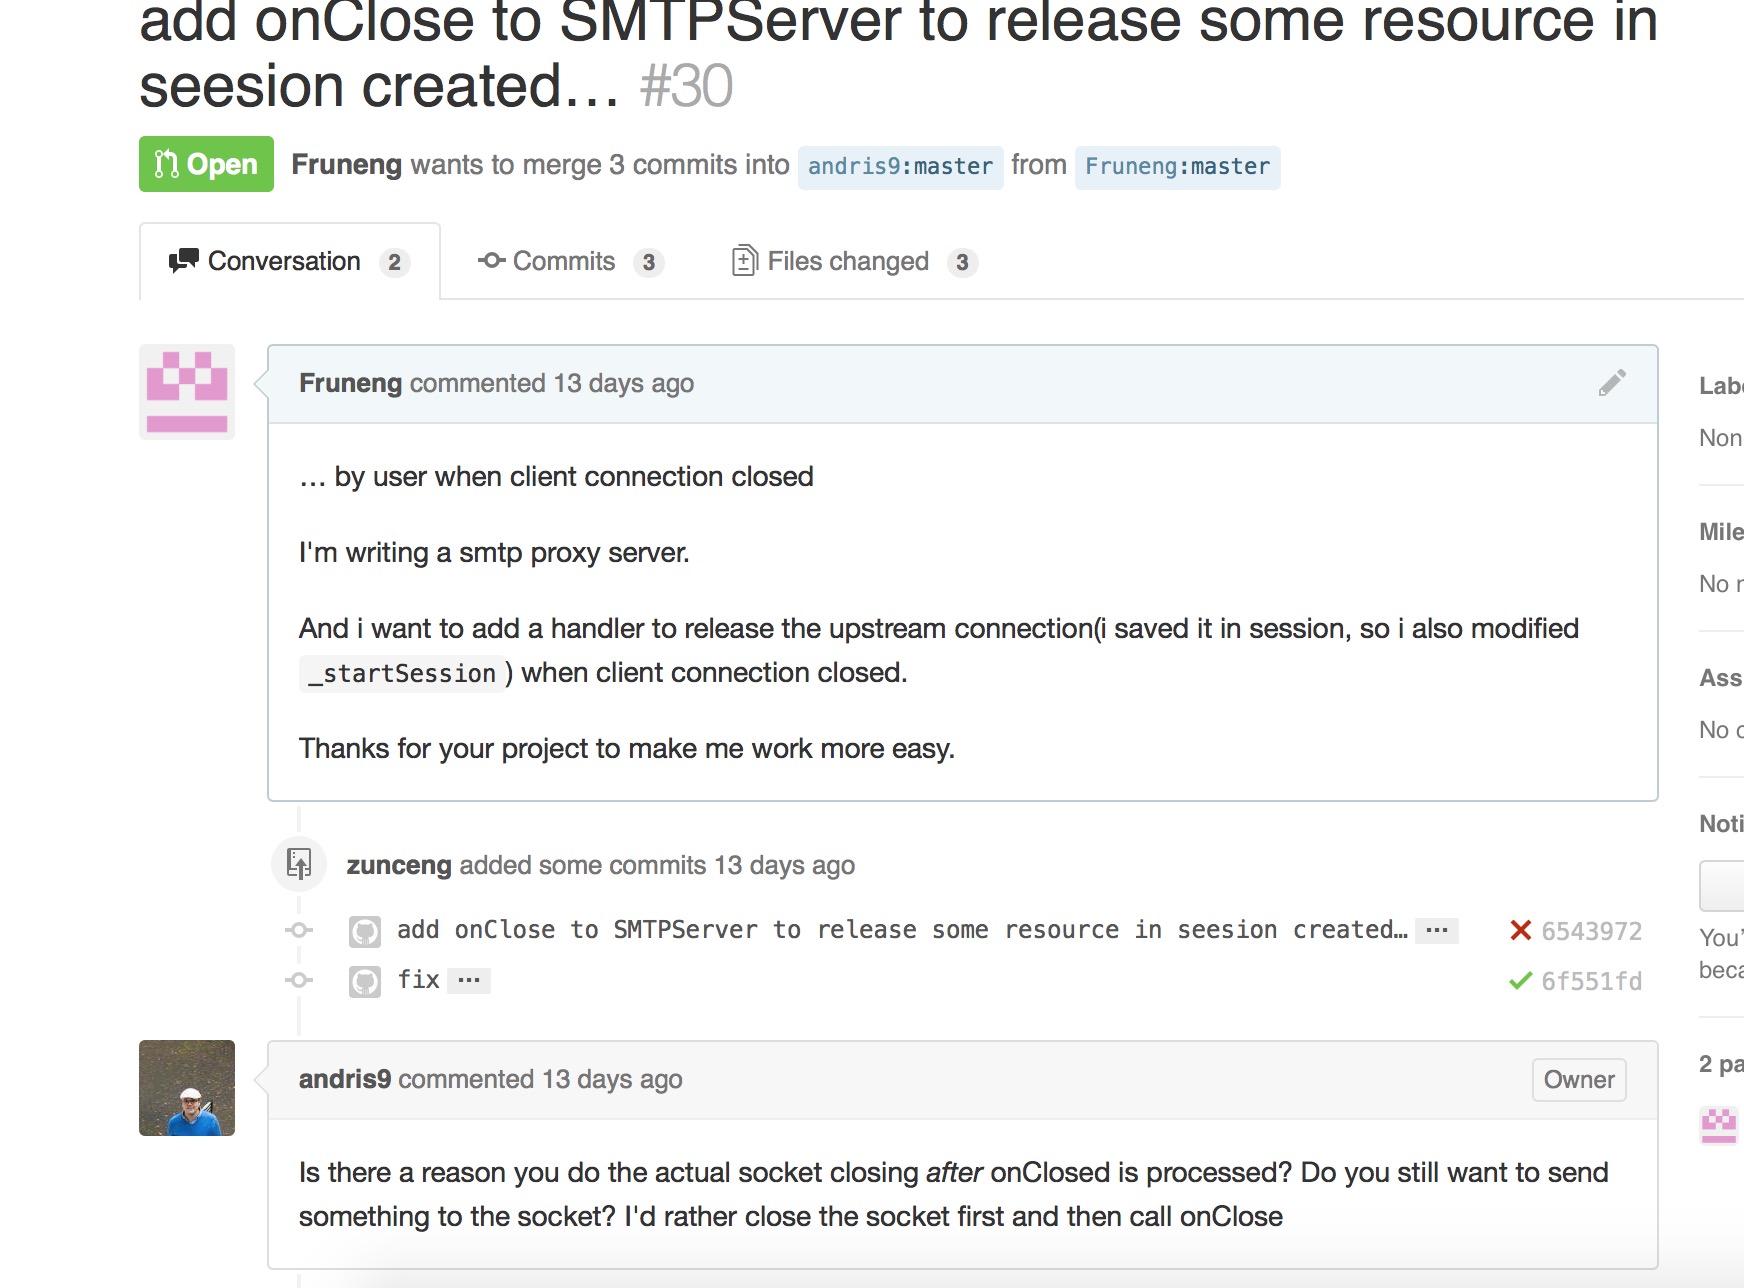 add onClose to SMTPServer to release some resource in
seesion created… #30
Open Fruneng wants to merge 3 commits into andris9:master from Fruneng:master
Conversation 2 Commits 3 Files changed 3
Fruneng commented 13 days ago
… by user when client connection closed
I'm writing a smtp proxy server.
And i want to add a handler to release the upstream connection(i saved it in session, so i also modified
_startSession ) when client connection closed.
Thanks for your project to make me work more easy.
zunceng added some commits 13 days ago
add onClose to SMTPServer to release some resource in seesion created… … 6543972
fix … 6f551fd
andris9 commented 13 days ago Owner
Is there a reason you do the actual socket closing after onClosed is processed? Do you still want to send
something to the socket? I'd rather close the socket first and then call onClose
Labe
Non
Mile
No
Ass
No
Noti
You'
beca
2 pa